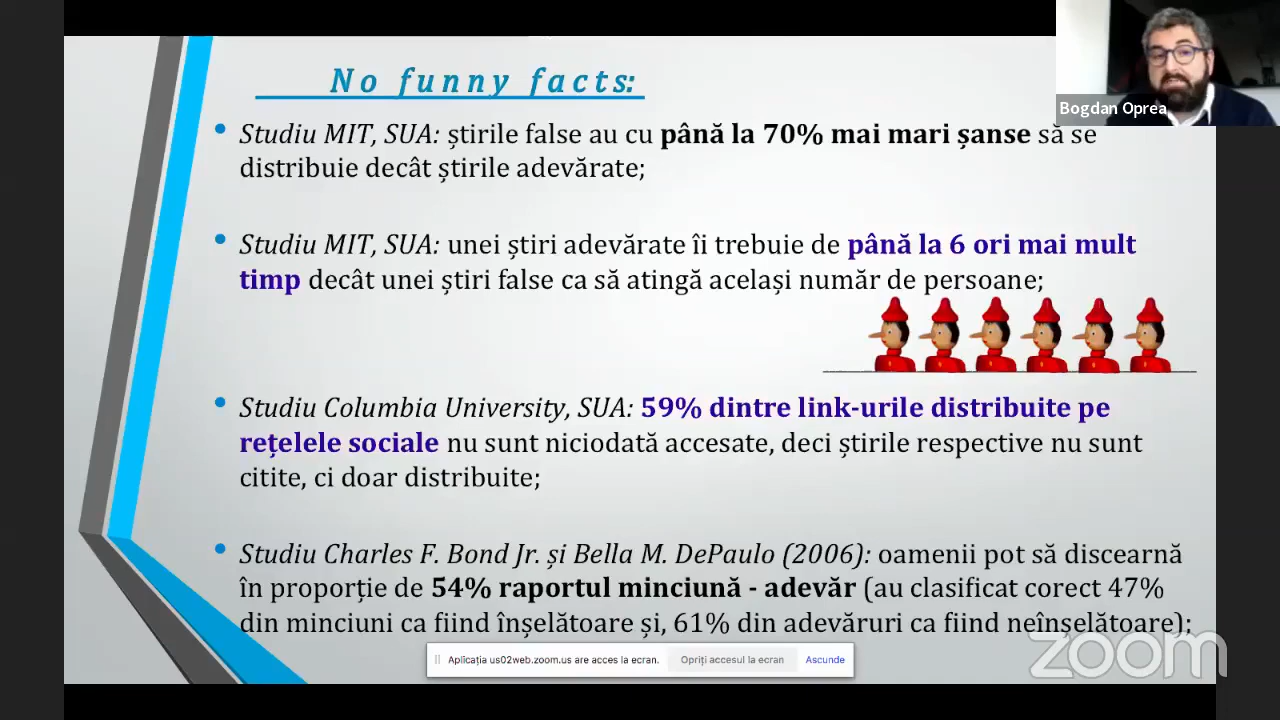 No funny facts:
Bogdan Oprea
Studiu MIT, SUA: știrile false au cu până la 70% mai mari șanse să se
distribuie decât știrile adevărate;
Studiu MIT, SUA: unei știri adevărate îi trebuie de până la 6 ori mai mult
timp decât unei știri false ca să atingă același număr de persoane;
Studiu Columbia University, SUA: 59% dintre link-urile distribuite pe
rețelele sociale nu sunt niciodată accesate, deci știrile respective nu sunt
citite, ci doar distribuite;
Studiu Charles F. Bond Jr. și Bella M. DePaulo (2006): oamenii pot să discearnă
în proporție de 54% raportul minciună - adevăr (au clasificat corect 47%
din minciuni ca fiind înșelătoare și, 61% din adevăruri ca fiind neînșelătoare);
Aplicația us02web.zoom.us are acces la ecran. Opriți accesul la ecran Ascunde
zoom